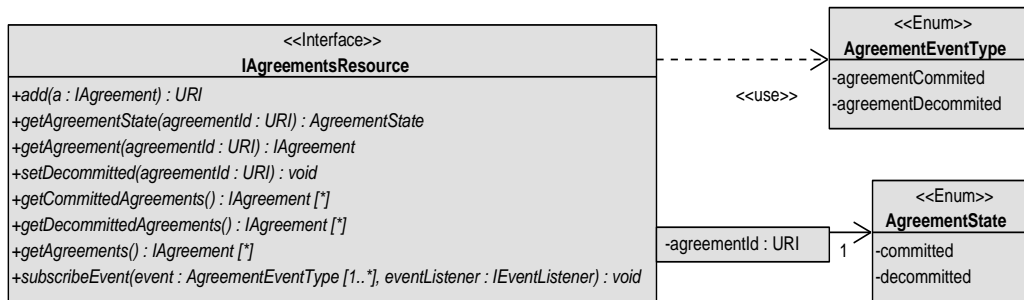 <<Interface>>
IAgreementsResource
+add(a : IAgreement) : URI
+getAgreementState(agreementId : URI) : AgreementState
+getAgreement(agreementId : URI) : IAgreement
+setDecommitted(agreementId : URI) : void
+getCommittedAgreements() : IAgreement [*]
+getDecommittedAgreements() : IAgreement [*]
+getAgreements() : IAgreement [*]
+subscribeEvent(event : AgreementEventType [1..*], eventListener : IEventListener) : void
<<use>>
<<Enum>>
AgreementEventType
-agreementCommited
-agreementDecommited
-agreementId : URI
1
<<Enum>>
AgreementState
-committed
-decommitted